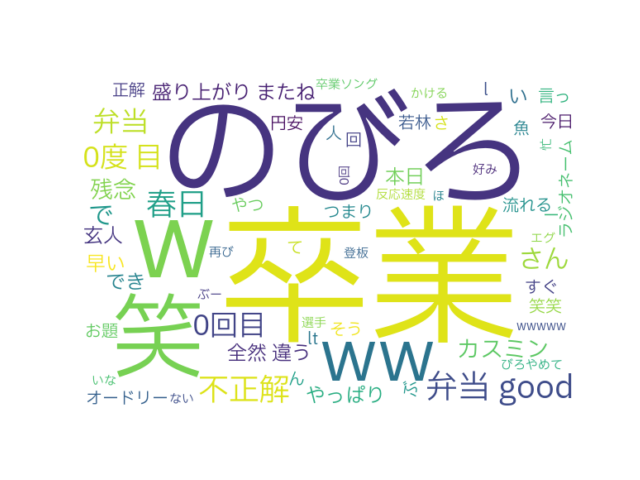 正解
盛り上がり またね
卒業ソング
かける
l
い
言っ
弁当
のびろ
円安
人
回
若林
さ
魚
今日
忙
0度 目
回0
好み
残念
春日
で
やつ
本日
反応速度
ほ
つまり
流れる
ラジオネーム
ー
玄人
W
卒業
て
再び
登板
早い
でき
エグ
さん
すぐ
笑
ぶー
0回目
選手
そう
笑笑
wwwww
お題
lt
ww
カスミン
全然 違う
びろやめて
いな
オードリー
ない
不正解
ん
やっぱり
弁当 good